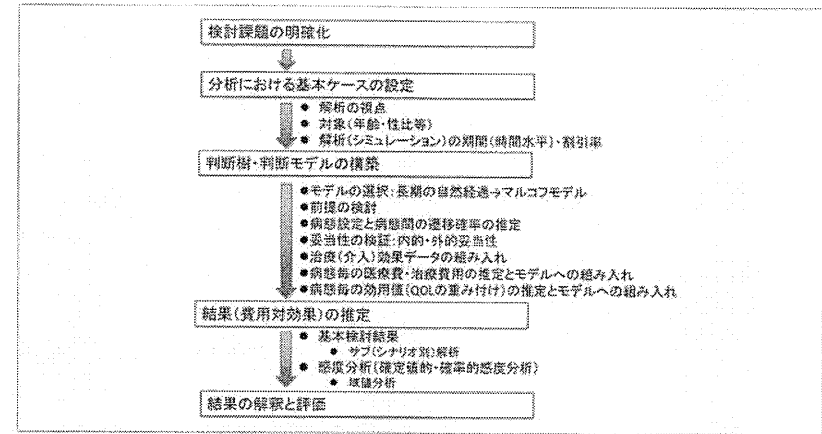 検討課題の明確化
分析における基本ケースの設定
● 解析の視点
● 対象(年齢・性比等)
● 解析(シミュレーション)の期間(時間水平)・割引率
判断樹・判断モデルの構築
●モデルの選択:長期の自然経過→マルコフモデル
●前提の検討
●病態設定と病態間の遷移確率の推定
●妥当性の検証:内的・外的妥当性
●治療(介入)効果データの組み入れ
●病態毎の医療費・治療費用の推定とモデルへの組み入れ
●病態毎の効用値(QOLの重み付け)の推定とモデルへの組み入れ
結果(費用対効果)の推定
● 基本検討結果
● サブ(シナリオ別)解析
● 感度分析(確定値的・確率的感度分析)
● 域値分析
結果の解釈と評価